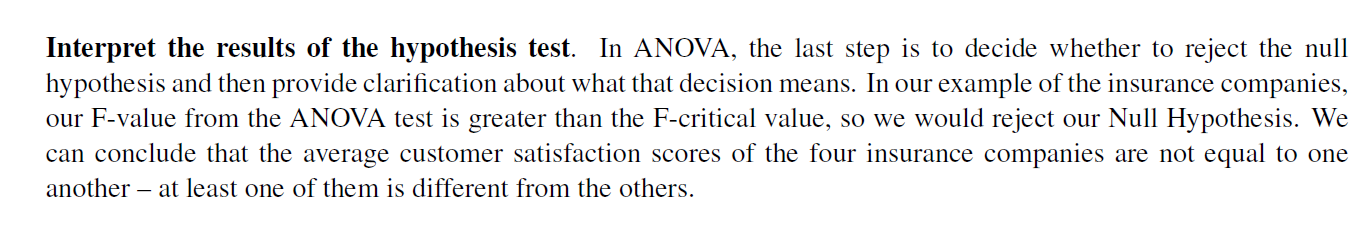 Interpret the results of the hypothesis test. In ANOVA, the last step is to decide whether to reject the null
hypothesis and then provide clarification about what that decision means. In our example of the insurance companies,
our F-value from the ANOVA test is greater than the F-critical value, so we would reject our Null Hypothesis. We
can conclude that the average customer satisfaction scores of the four insurance companies are not equal to one
another – at least one of them is different from the others.